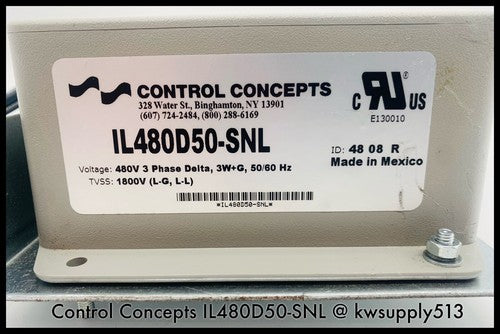 CONTROL CONCEPTS
328 Water St., Binghamton, NY 13901
(607) 724-2484, (800) 288-6169
C US
E130010
IL480D50-SNL
ID: 48 08 R
Made in Mexico
Voltage: 480V 3 Phase Delta, 3W+G, 50/60 Hz
TVSS: 1800V (L-G, L-L)
*IL480D50-SNL*
Control Concepts IL480D50-SNL @ kwsupply513